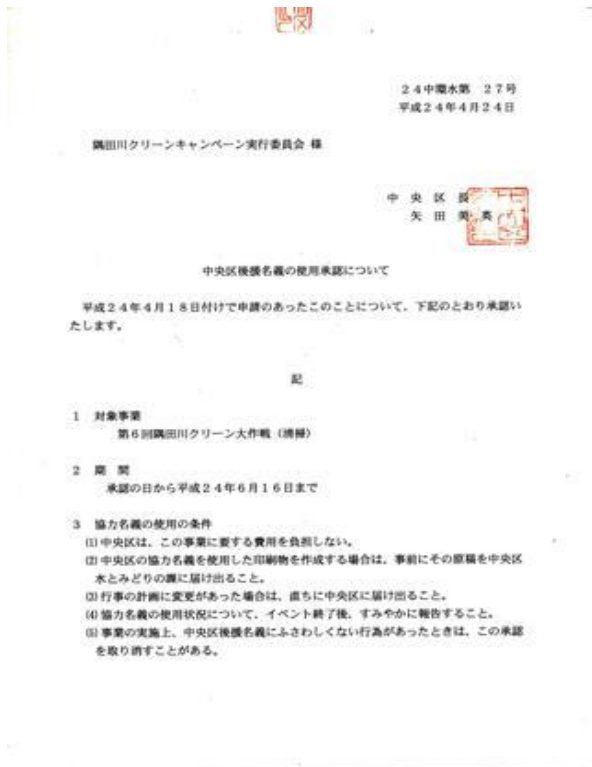 24中環水第 27号
平成24年4月24日
隅田川クリーンキャンペーン実行委員会 様
中 央 区 長
矢 田 美 英
中央区後援名義の使用承認について
平成24年4月18日付けで申請のあったこのことについて、下記のとおり承認い
たします。
記
1 対象事業
第6回隅田川クリーン大作戦（清掃）
2 期 間
承認の日から平成24年6月16日まで
3 協力名義の使用の条件
(1)中央区は、この事業に要する費用を負担しない。
(2)中央区の協力名義を使用した印刷物を作成する場合は、事前にその原稿を中央区
水とみどりの課に届け出ること。
(3)行事の計画に変更があった場合は、直ちに中央区に届け出ること。
(4)協力名義の使用状況について、イベント終了後、すみやかに報告すること。
(5)事業の実施上、中央区後援名義にふさわしくない行為があったときは、この承認
を取り消すことがある。